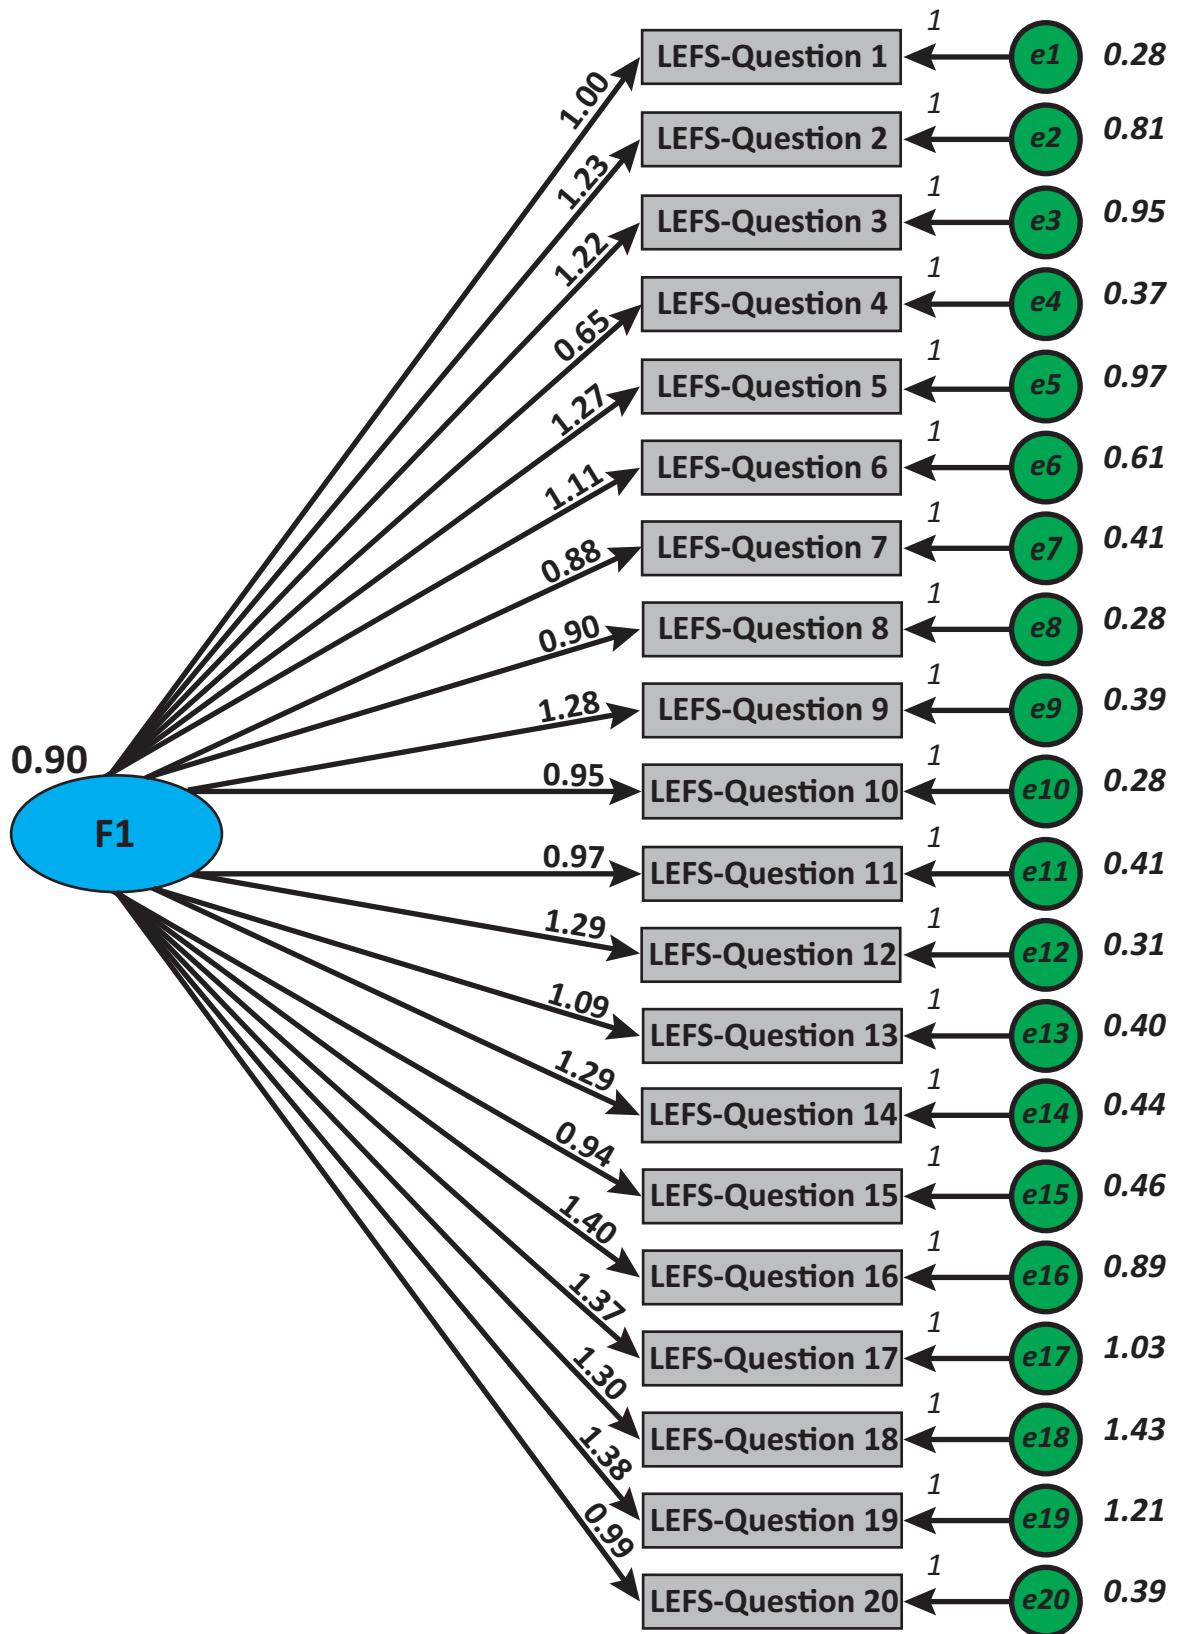 1.00 LEFS-Question 1 1 e1 0.28
1.23 LEFS-Question 2 1 e2 0.81
1.22 LEFS-Question 3 1 e3 0.95
0.65 LEFS-Question 4 1 e4 0.37
1.27 LEFS-Question 5 1 e5 0.97
1.11 LEFS-Question 6 1 e6 0.61
0.88 LEFS-Question 7 1 e7 0.41
0.90 LEFS-Question 8 1 e8 0.28
1.28 LEFS-Question 9 1 e9 0.39
0.90
0.95 LEFS-Question 10 1 e10 0.28
F1
0.97 LEFS-Question 11 1 e11 0.41
1.29 LEFS-Question 12 1 e12 0.31
1.09 LEFS-Question 13 1 e13 0.40
1.29 LEFS-Question 14 1 e14 0.44
0.94 LEFS-Question 15 1 e15 0.46
1.40 LEFS-Question 16 1 e16 0.89
1.37 LEFS-Question 17 1 e17 1.03
1.30 LEFS-Question 18 1 e18 1.43
1.38 LEFS-Question 19 1 e19 1.21
0.99 LEFS-Question 20 1 e20 0.39